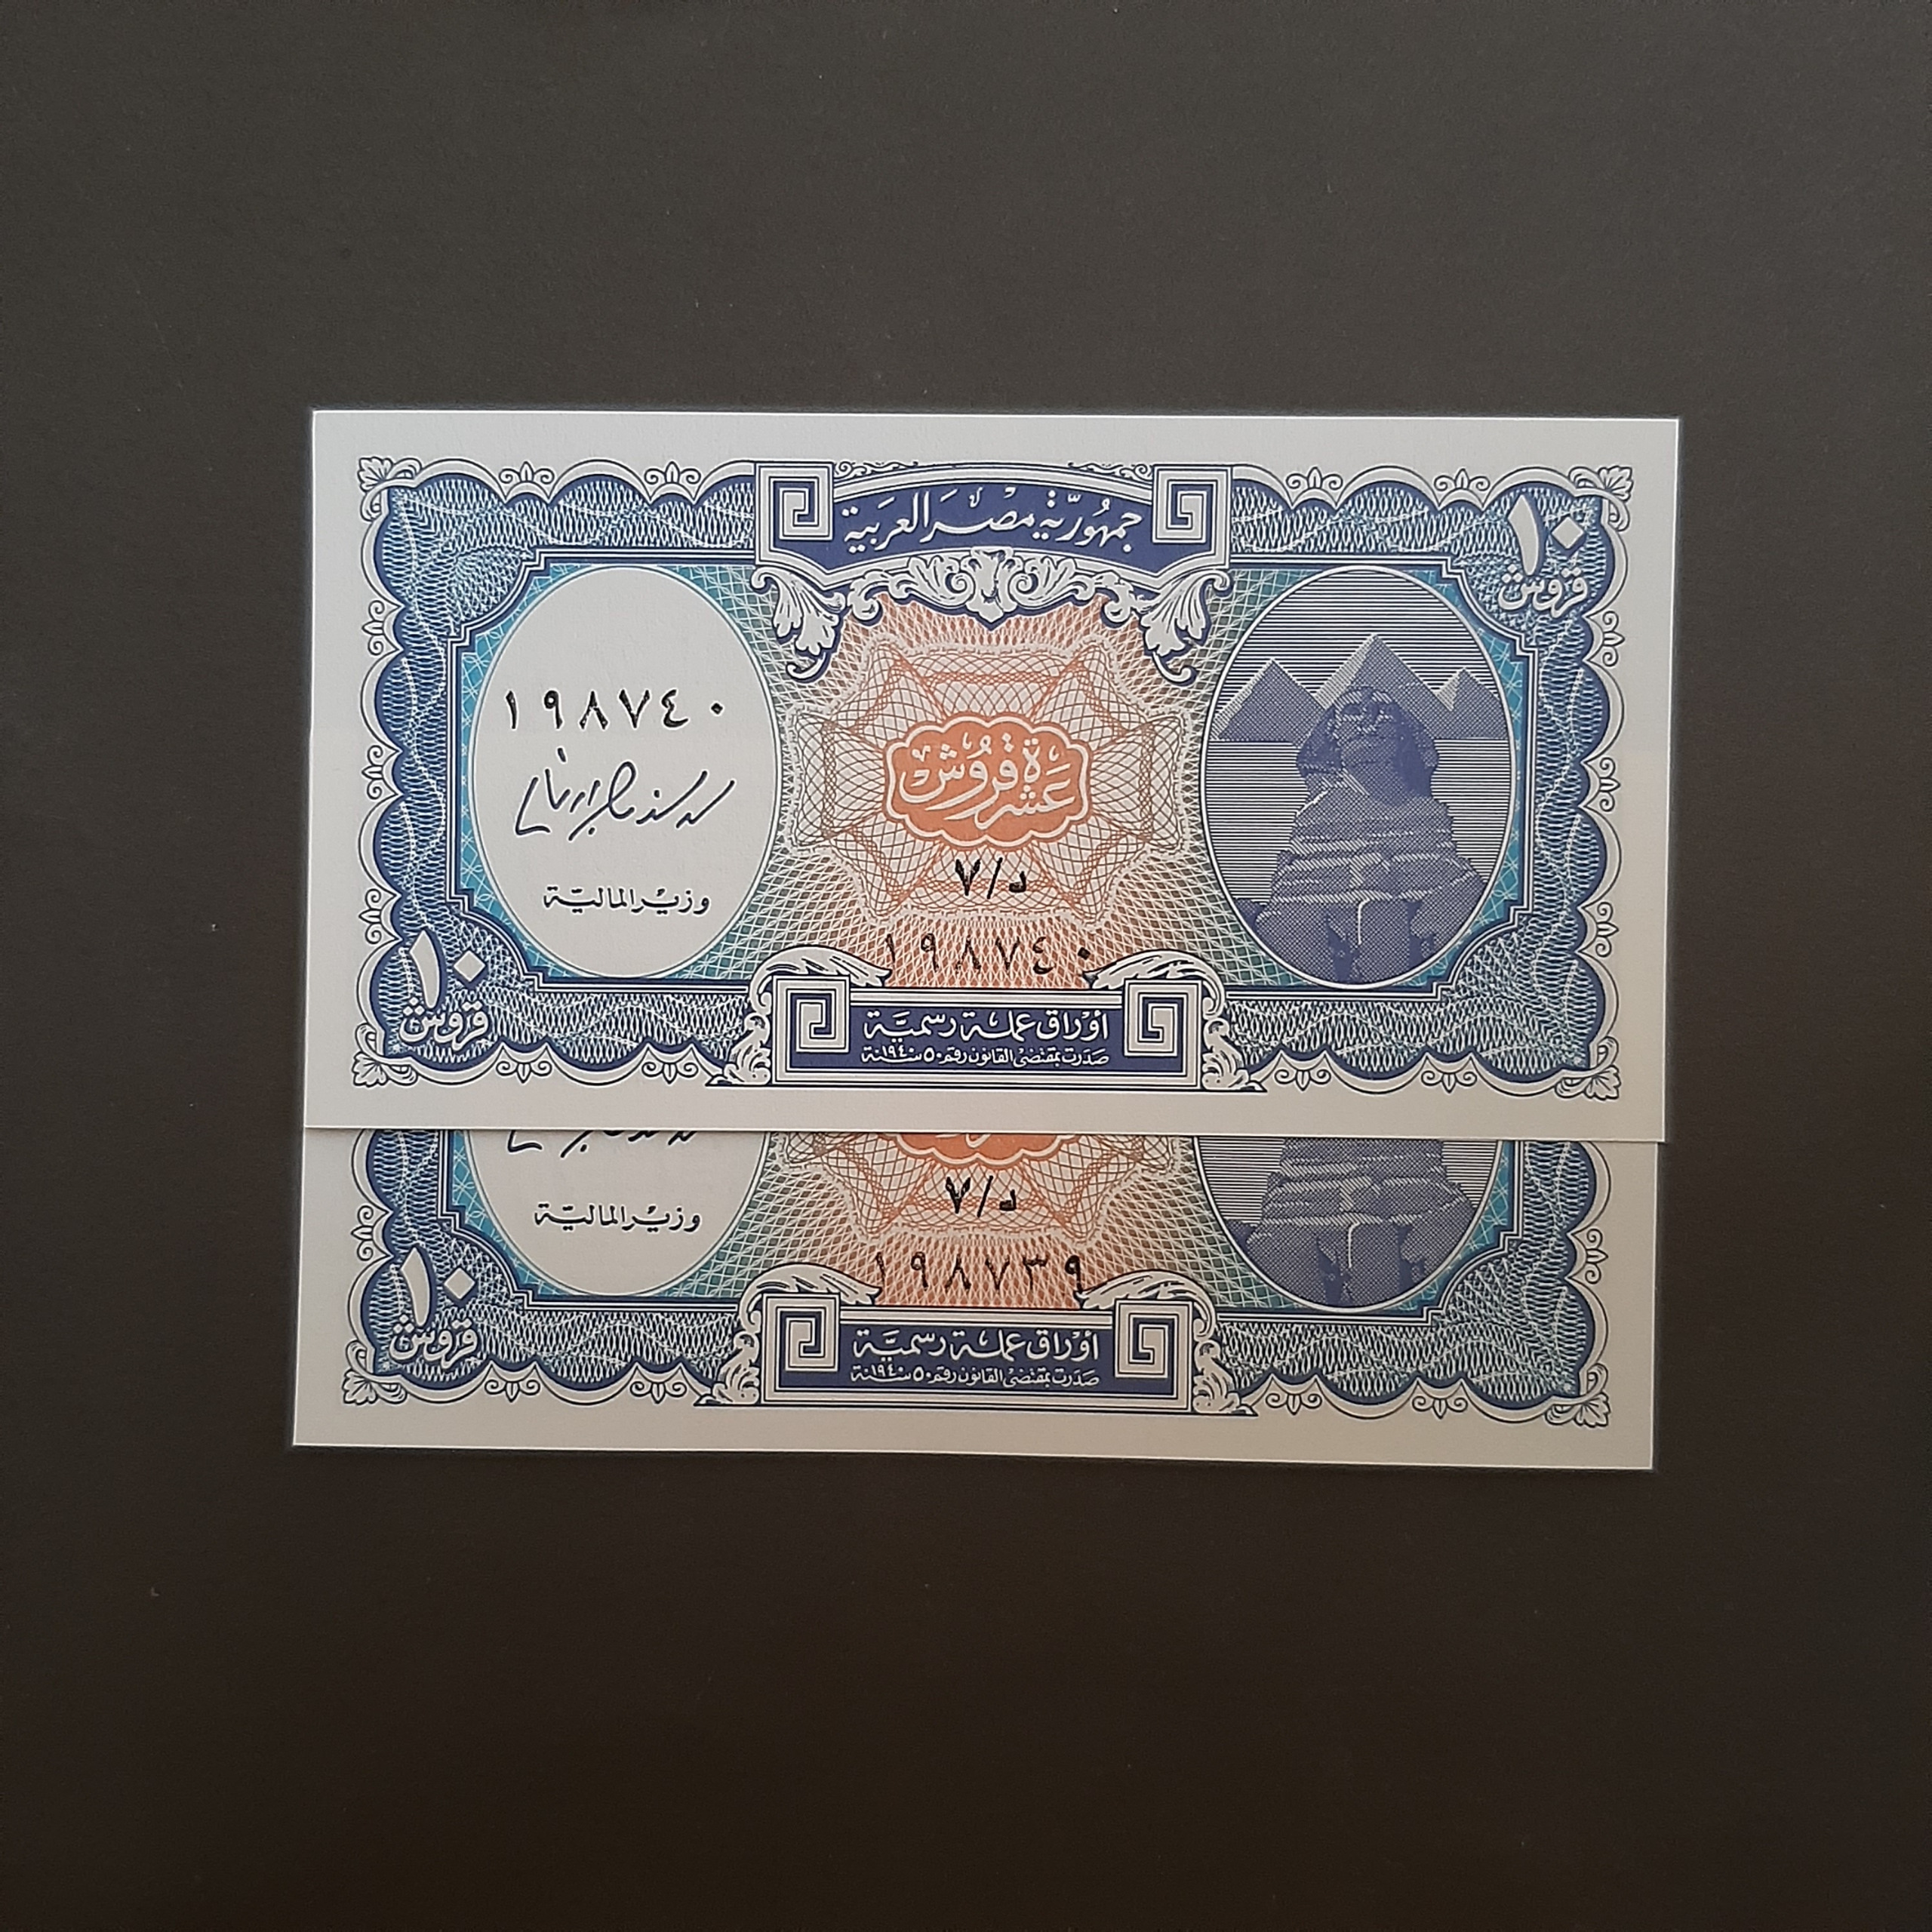 جمهورية مصر العربية
١٠
قروش
١٩٨٧٤٠
عشرة قروش
وزير المالية
د/٧
١٩٨٧٤٠
١٠
قروش
أوراق عملة رسمية
صدرت بمقتضى القانون رقم ٥٠ سنة ١٩٤٠
وزير المالية
د/٧
١٩٨٧٣٩
١٠
قروش
أوراق عملة رسمية
صدرت بمقتضى القانون رقم ٥٠ سنة ١٩٤٠